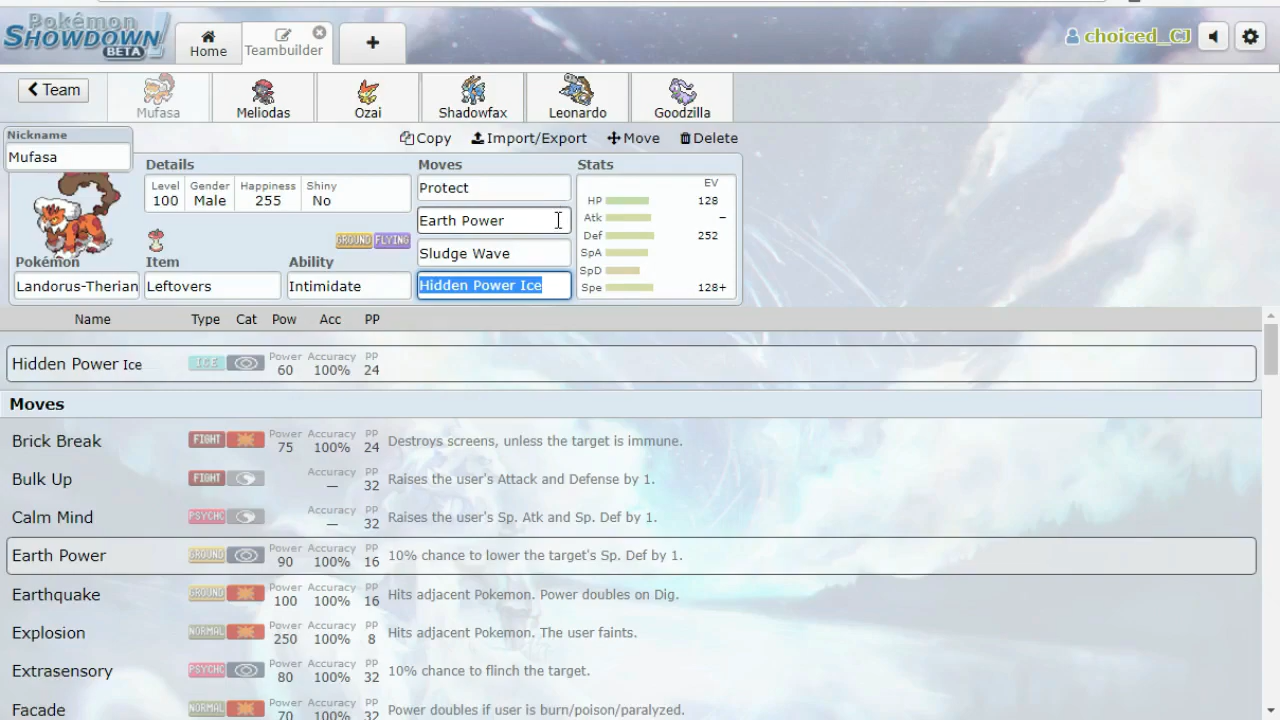 Pokémon
SHOWDOWN
BETA
Home
Teambuilder
+
choiced_CJ
Team
Mufasa
Meliodas
Ozai
Shadowfax
Leonardo
Goodzilla
Copy Import/Export Move Delete
Nickname
Mufasa
Details
Level Gender Happiness Shiny
100 Male 255 No
GROUND FLYING
Pokémon Item Ability
Landorus-Therian Leftovers Intimidate
Moves
Protect
Earth Power
Sludge Wave
Hidden Power Ice
Stats
EV
HP 128
Atk –
Def 252
SpA
SpD
Spe 128+
Name Type Cat Pow Acc PP
Hidden Power Ice ICE Power 60 Accuracy 100% PP 24
Moves
Brick Break FIGHT Power 75 Accuracy 100% PP 24 Destroys screens, unless the target is immune.
Bulk Up FIGHT Accuracy — PP 32 Raises the user's Attack and Defense by 1.
Calm Mind PSYCHC Accuracy — PP 32 Raises the user's Sp. Atk and Sp. Def by 1.
Earth Power GROUND Power 90 Accuracy 100% PP 16 10% chance to lower the target's Sp. Def by 1.
Earthquake GROUND Power 100 Accuracy 100% PP 16 Hits adjacent Pokemon. Power doubles on Dig.
Explosion NORMAL Power 250 Accuracy 100% PP 8 Hits adjacent Pokemon. The user faints.
Extrasensory PSYCHC Power 80 Accuracy 100% PP 32 10% chance to flinch the target.
Facade NORMAL Power 70 Accuracy 100% PP 32 Power doubles if user is burn/poison/paralyzed.